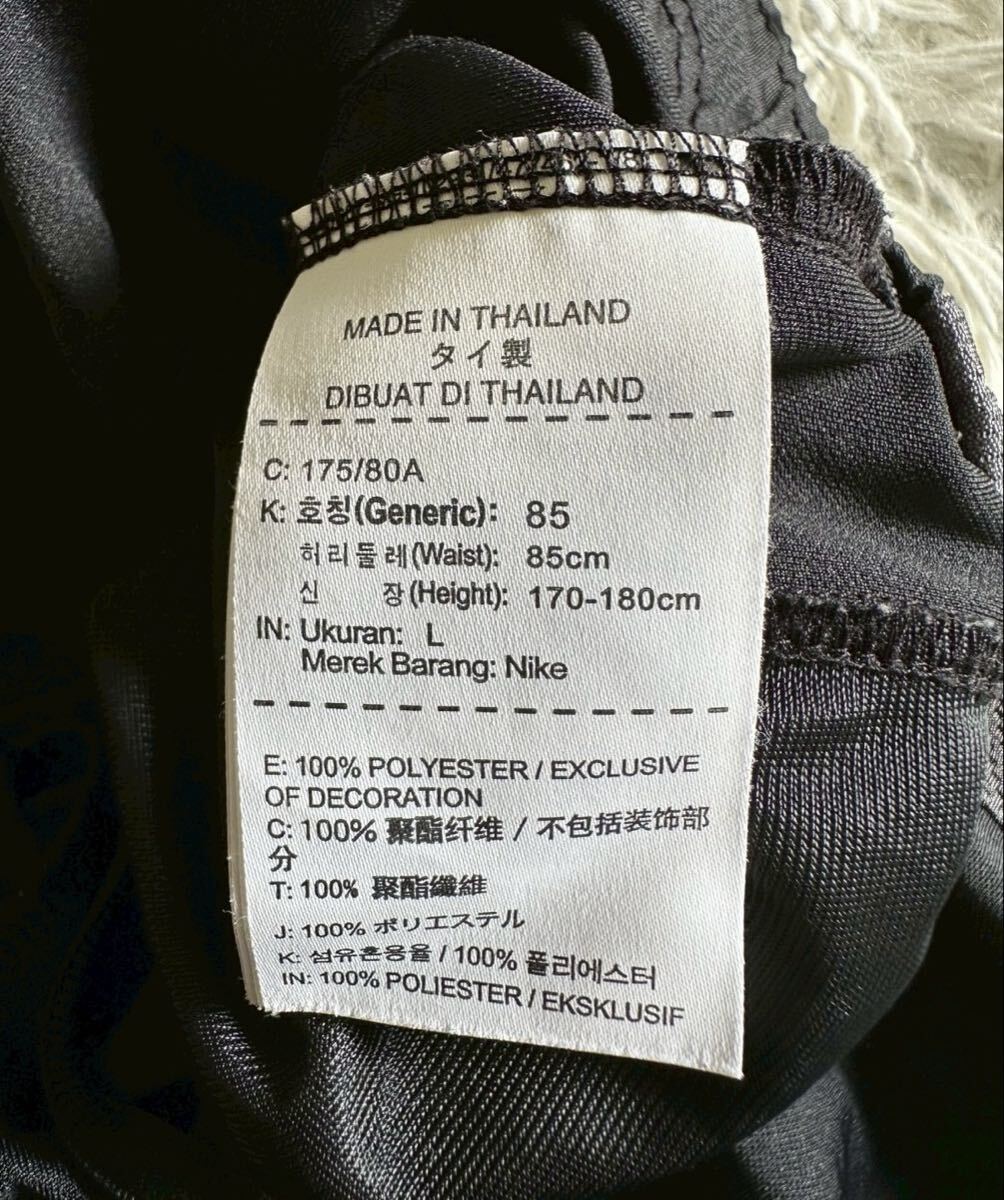 MADE IN THAILAND
タイ製
DIBUAT DI THAILAND
C: 175/80A
K: 호칭(Generic): 85
허리둘레(Waist): 85cm
신 장(Height): 170-180cm
IN: Ukuran: L
Merek Barang: Nike
E: 100% POLYESTER / EXCLUSIVE
OF DECORATION
C: 100% 聚酯纤维 / 不包括装饰部
分
T: 100% 聚酯纖維
J: 100% ポリエステル
K: 섬유혼용율 / 100% 폴리에스터
IN: 100% POLIESTER / EKSKLUSIF